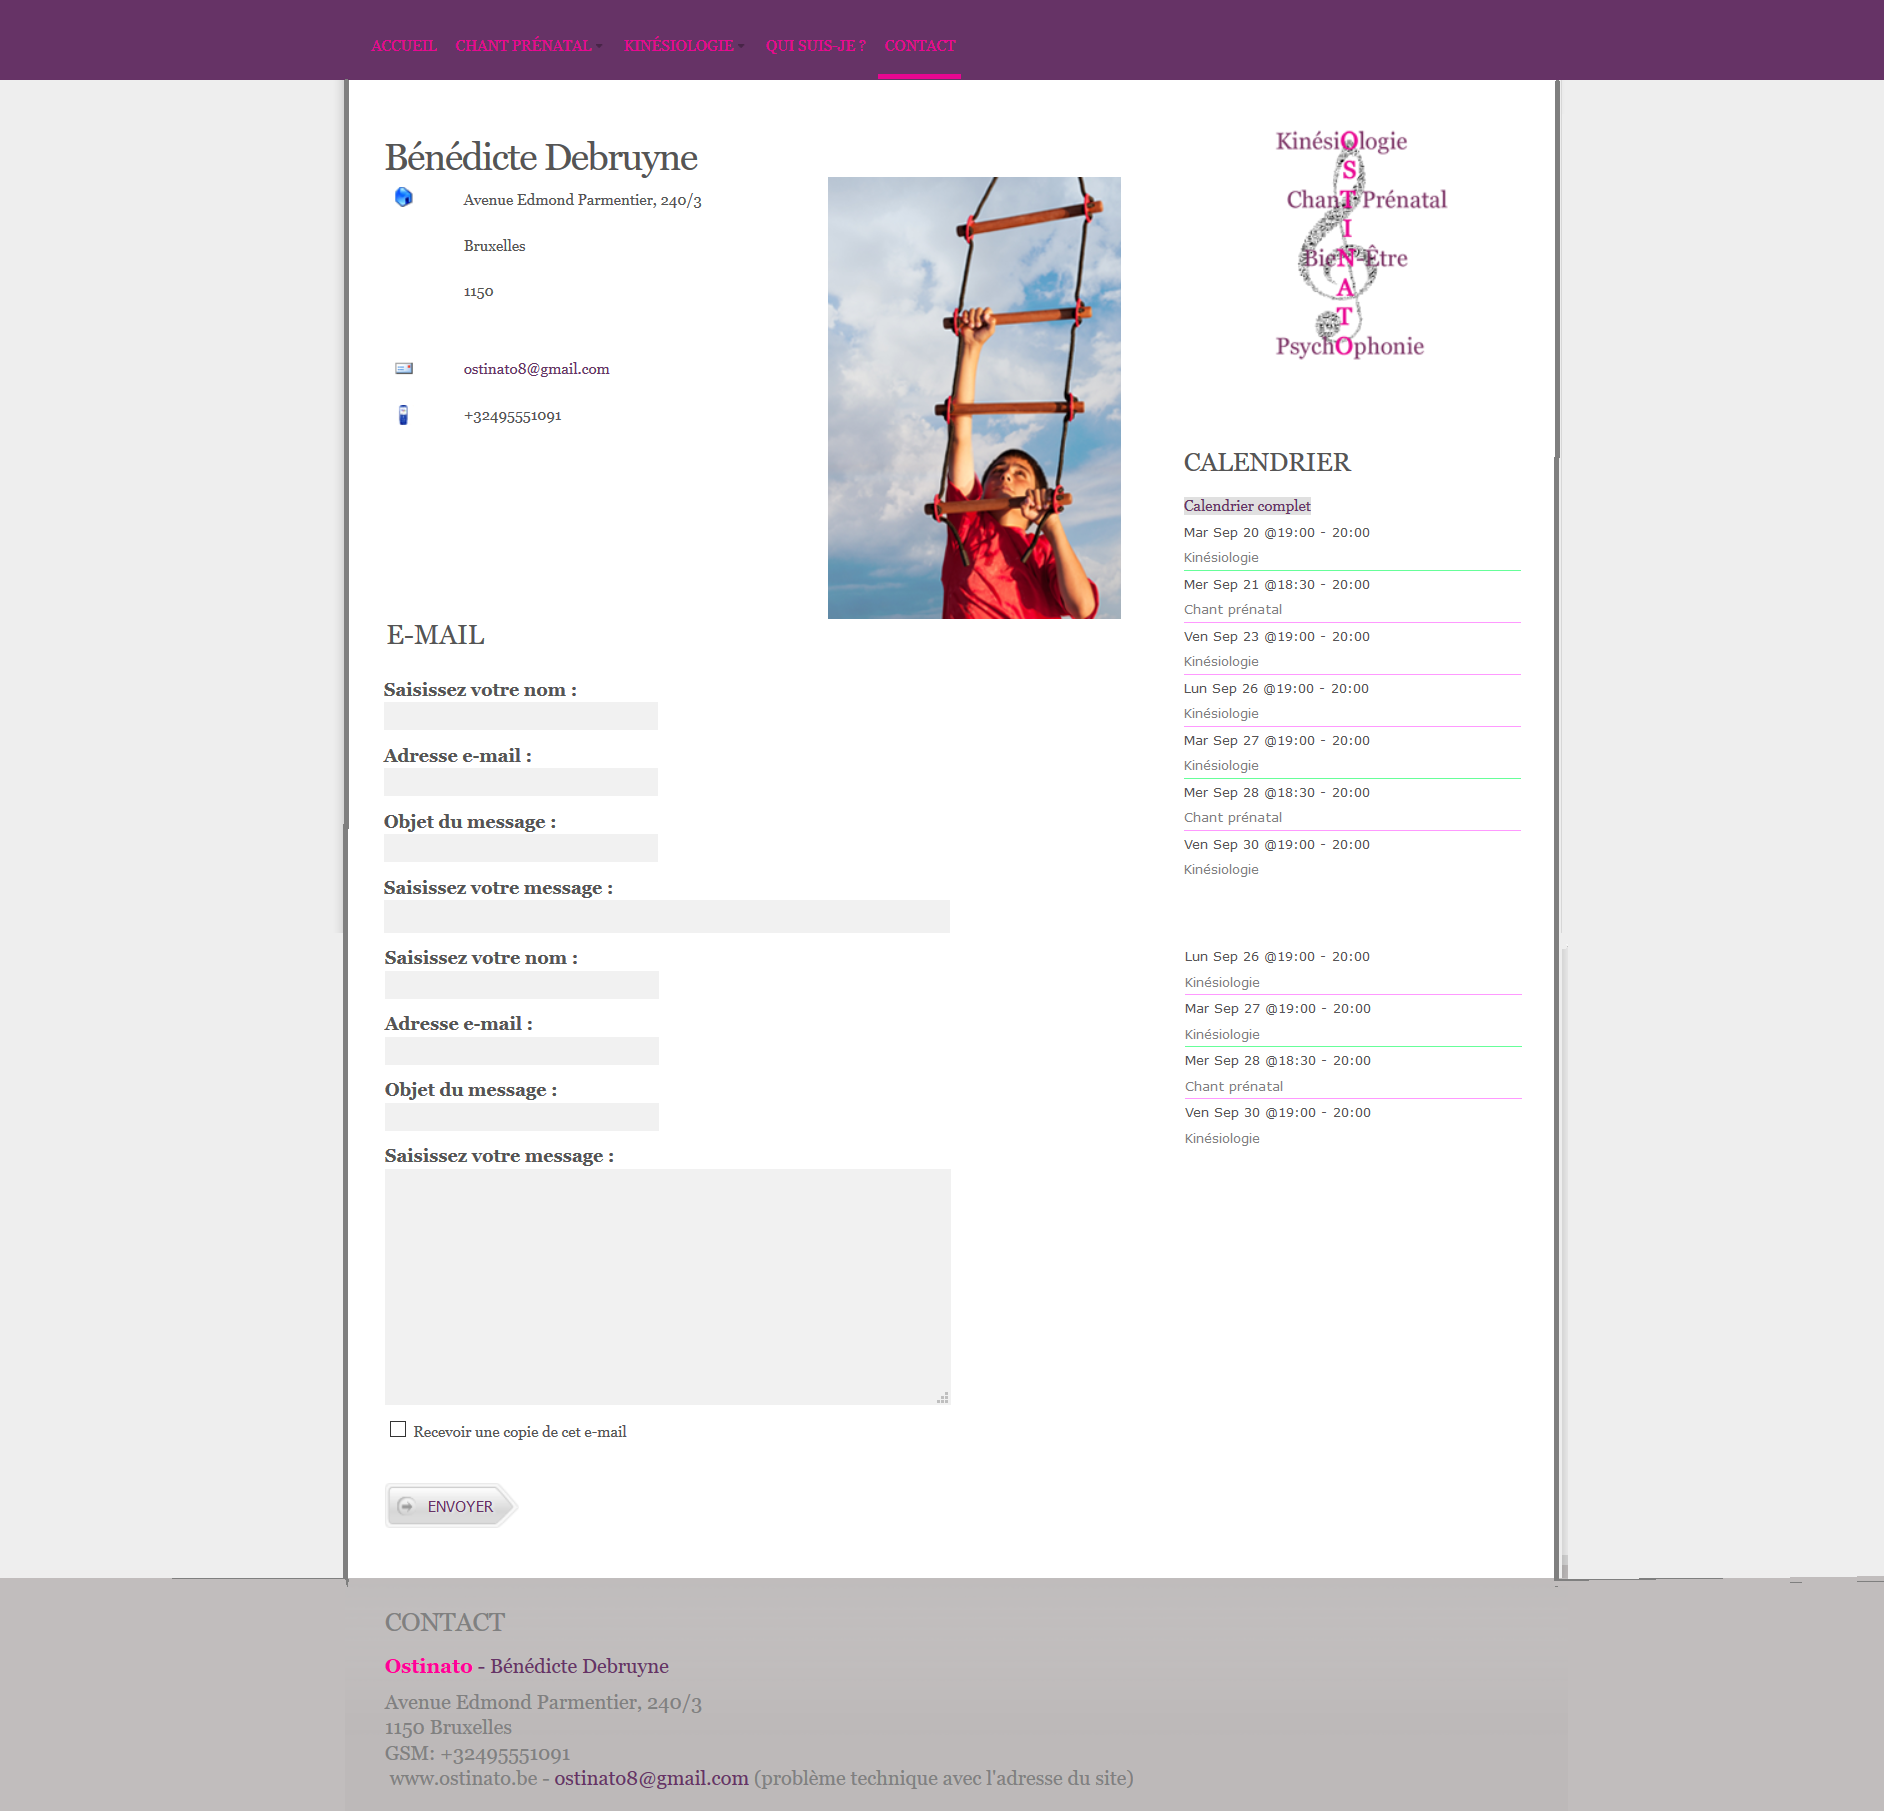 ACCUEIL CHANT PRÉNATAL KINÉSIOLOGIE QUI SUIS-JE ? CONTACT
Bénédicte Debruyne
Avenue Edmond Parmentier, 240/3
Bruxelles
1150
ostinato8@gmail.com
+32495551091
KinésiOlogie
S
ChanT Prénatal
I
BieN-Être
A
T
PsychOphonie
CALENDRIER
Calendrier complet
Mar Sep 20 @19:00 - 20:00
Kinésiologie
Mer Sep 21 @18:30 - 20:00
Chant prénatal
Ven Sep 23 @19:00 - 20:00
Kinésiologie
Lun Sep 26 @19:00 - 20:00
Kinésiologie
Mar Sep 27 @19:00 - 20:00
Kinésiologie
Mer Sep 28 @18:30 - 20:00
Chant prénatal
Ven Sep 30 @19:00 - 20:00
Kinésiologie
Lun Sep 26 @19:00 - 20:00
Kinésiologie
Mar Sep 27 @19:00 - 20:00
Kinésiologie
Mer Sep 28 @18:30 - 20:00
Chant prénatal
Ven Sep 30 @19:00 - 20:00
Kinésiologie
E-MAIL
Saisissez votre nom :
Adresse e-mail :
Objet du message :
Saisissez votre message :
Saisissez votre nom :
Adresse e-mail :
Objet du message :
Saisissez votre message :
Recevoir une copie de cet e-mail
ENVOYER
CONTACT
Ostinato - Bénédicte Debruyne
Avenue Edmond Parmentier, 240/3
1150 Bruxelles
GSM: +32495551091
www.ostinato.be - ostinato8@gmail.com (problème technique avec l'adresse du site)